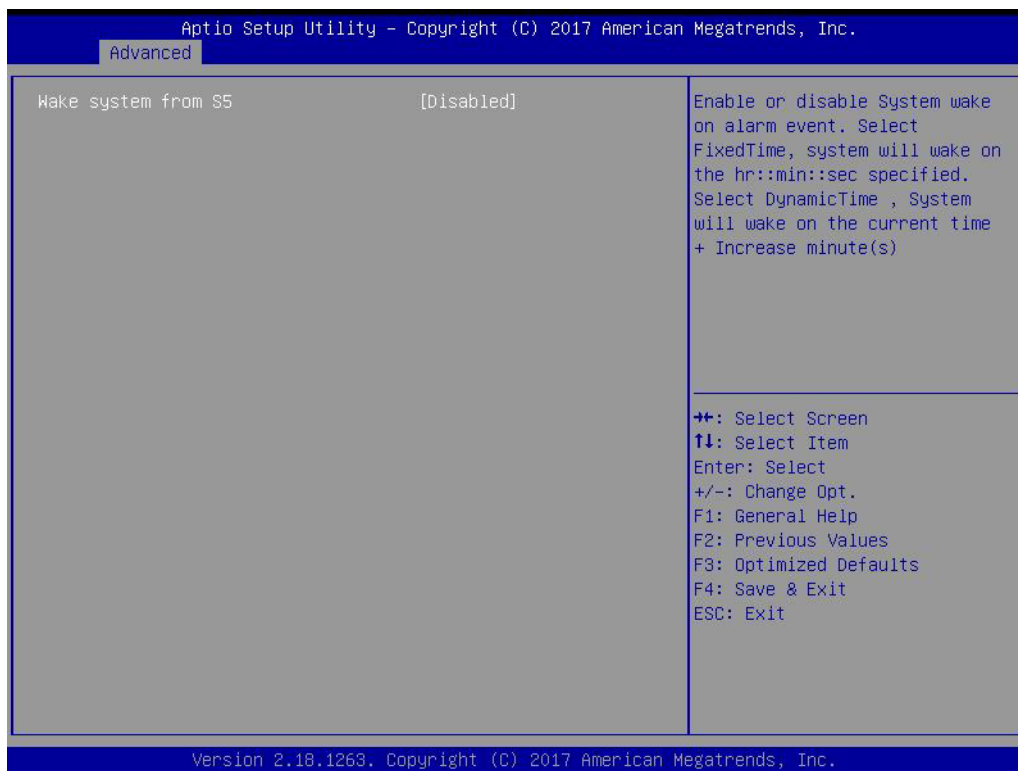 Aptio Setup Utility – Copyright (C) 2017 American Megatrends, Inc.
Advanced
Wake system from S5 [Disabled]
Enable or disable System wake
on alarm event. Select
FixedTime, system will wake on
the hr::min::sec specified.
Select DynamicTime , System
will wake on the current time
+ Increase minute(s)
→←: Select Screen
↑↓: Select Item
Enter: Select
+/-: Change Opt.
F1: General Help
F2: Previous Values
F3: Optimized Defaults
F4: Save & Exit
ESC: Exit
Version 2.18.1263. Copyright (C) 2017 American Megatrends, Inc.